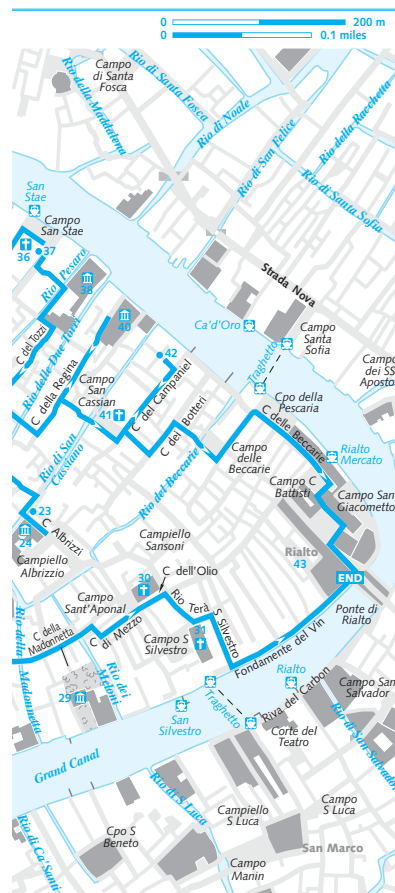 0 200 m
0 0.1 miles
Campo
di Santa
Fosca
Rio della Maddalena
Rio di Santa
Fosca
Rio di Noale
Rio di San Felice
Rio della Racchetta
Rio di Santa Sofia
San
Stae
Campo
San Stae
36
37
Rio Pesaro
38
Strada Nova
C del Tozzi
Rio delle Due Torri
40
Ca'd'Oro
Campo
Santa
Sofia
42
Traghetto
C della Regina
Campo
San
Cassian
C del Campaniel
Campo
dei SS
Aposto
41
C dei Botteri
Cpo della
Pescaria
C delle Beccarie
Rio di San
Cassiano
Campo
delle
Beccarie
Rialto
Mercato
Rio del Beccarie
Campo C
Battisti
Campo San
Giacometto
23
C Albrizzi
24
Campiello
Albrizzio
Campiello
Sansoni
Rialto
43
END
30
C dell'Olio
Campo
Sant'Aponal
Rio Terà S Silvestro
Ponte di
Rialto
C della
Madonnetta
C di Mezzo
31
Campo S
Silvestro
Fondamente del Vin
Rio della
Madonnetta
Rio dei
Meloni
29
Rialto
Campo San
Salvador
Traghetto
Riva del Carbon
San
Silvestro
Corte del
Teatro
Rio di San Salvador
Grand Canal
Rio di S Luca
Campiello
S Luca
Campo
S Luca
Cpo S
Beneto
San Marco
Campo
Manin
Rio di Ca'Santi